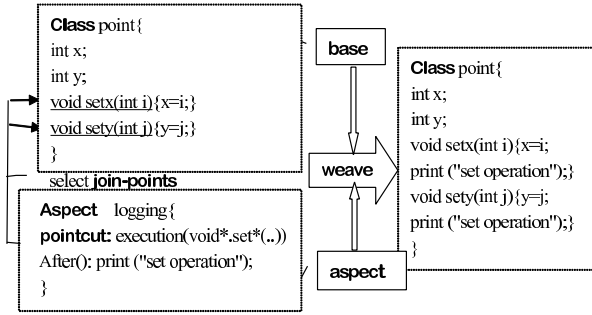 Class point{
int x;
int y;
void setx(int i){x=i;}
void sety(int j){y=j;}
}
select join-points
Aspect logging{
pointcut: execution(void*.set*(..))
After(): print ("set operation");
}
base
weave
aspect
Class point{
int x;
int y;
void setx(int i){x=i;
print ("set operation");}
void sety(int j){y=j;
print ("set operation");}
}